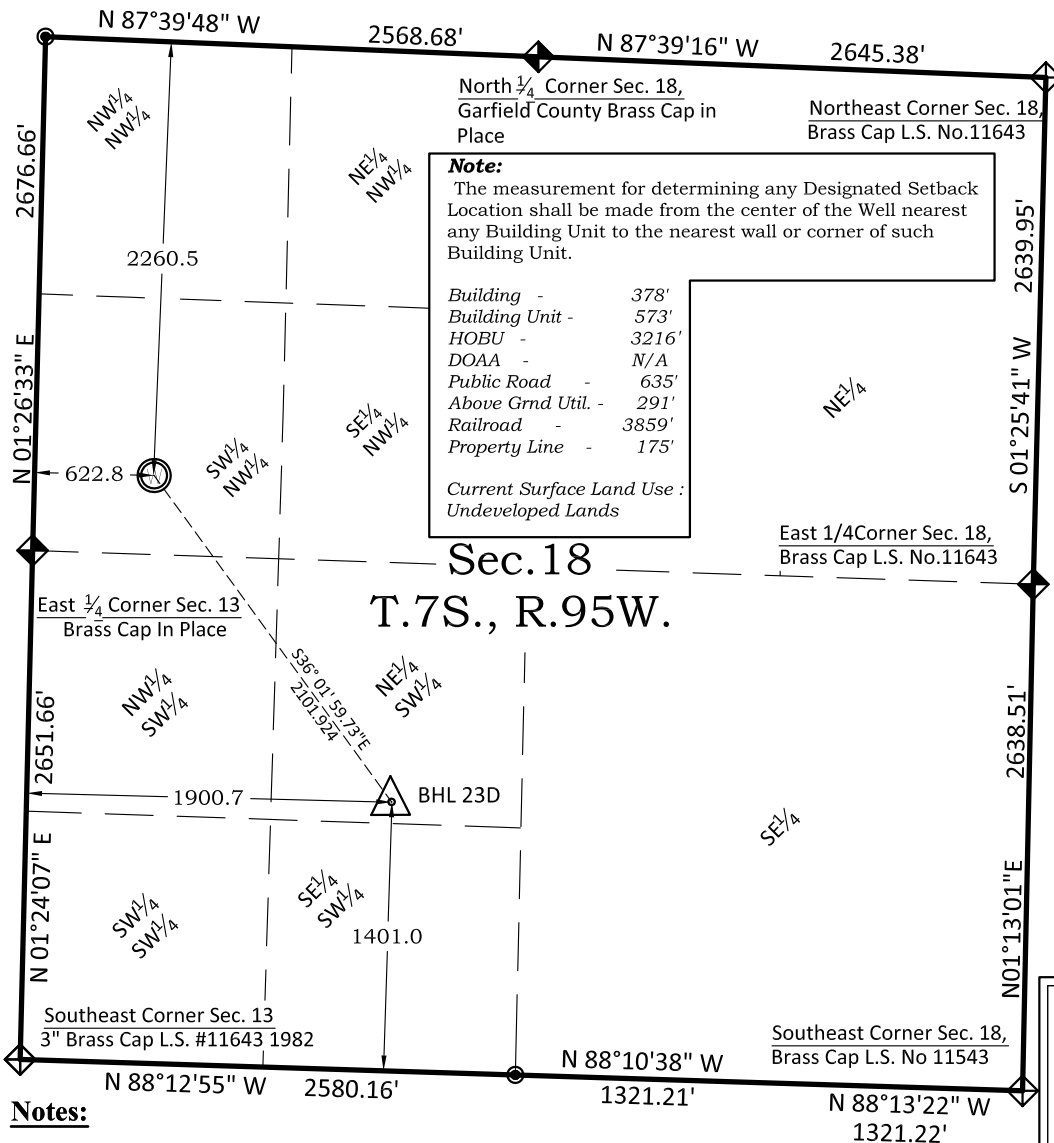 N 87°39'48" W
2568.68'
N 87°39'16" W
2645.38'
North 1/4 Corner Sec. 18,
Garfield County Brass Cap in
Place
Northeast Corner Sec. 18,
Brass Cap L.S. No.11643
NW1/4
NW1/4
NE1/4
NW1/4
2676.66'
N 01°26'33" E
2260.5
Note:
The measurement for determining any Designated Setback
Location shall be made from the center of the Well nearest
any Building Unit to the nearest wall or corner of such
Building Unit.
Building - 378'
Building Unit - 573'
HOBU - 3216'
DOAA - N/A
Public Road - 635'
Above Grnd Util. - 291'
Railroad - 3859'
Property Line - 175'
Current Surface Land Use :
Undeveloped Lands
2639.95'
S 01°25'41" W
NE1/4
SE1/4
NW1/4
SW1/4
NW1/4
622.8
East 1/4Corner Sec. 18,
Brass Cap L.S. No.11643
Sec.18
T.7S., R.95W.
East 1/4 Corner Sec. 13
Brass Cap In Place
S36° 01'59.73"E
2101.924
NW1/4
SW1/4
NE1/4
SW1/4
2651.66'
N 01°24'07" E
1900.7
BHL 23D
2638.51'
N01°13'01"E
SE1/4
SW1/4
SW1/4
SE1/4
SW1/4
1401.0
Southeast Corner Sec. 13
3" Brass Cap L.S. #11643 1982
Southeast Corner Sec. 18,
Brass Cap L.S. No 11543
N 88°12'55" W
2580.16'
N 88°10'38" W
1321.21'
N 88°13'22" W
1321.22'
Notes: